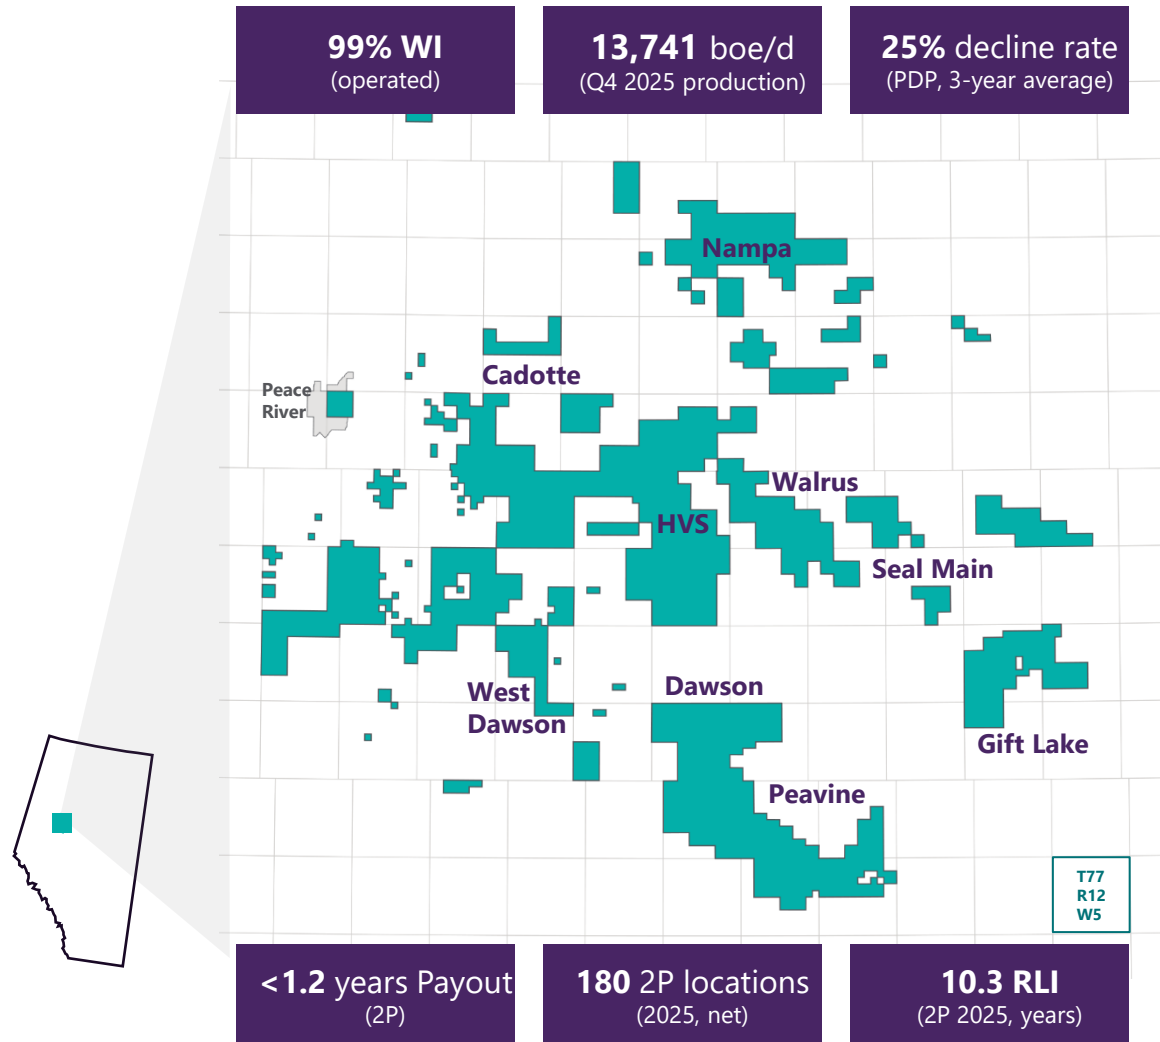 99% WI
(operated)
13,741 boe/d
(Q4 2025 production)
25% decline rate
(PDP, 3-year average)
Nampa
Cadotte
Peace
River
Walrus
HVS
Seal Main
West
Dawson
Dawson
Gift Lake
Peavine
T77
R12
W5
<1.2 years Payout
(2P)
180 2P locations
(2025, net)
10.3 RLI
(2P 2025, years)